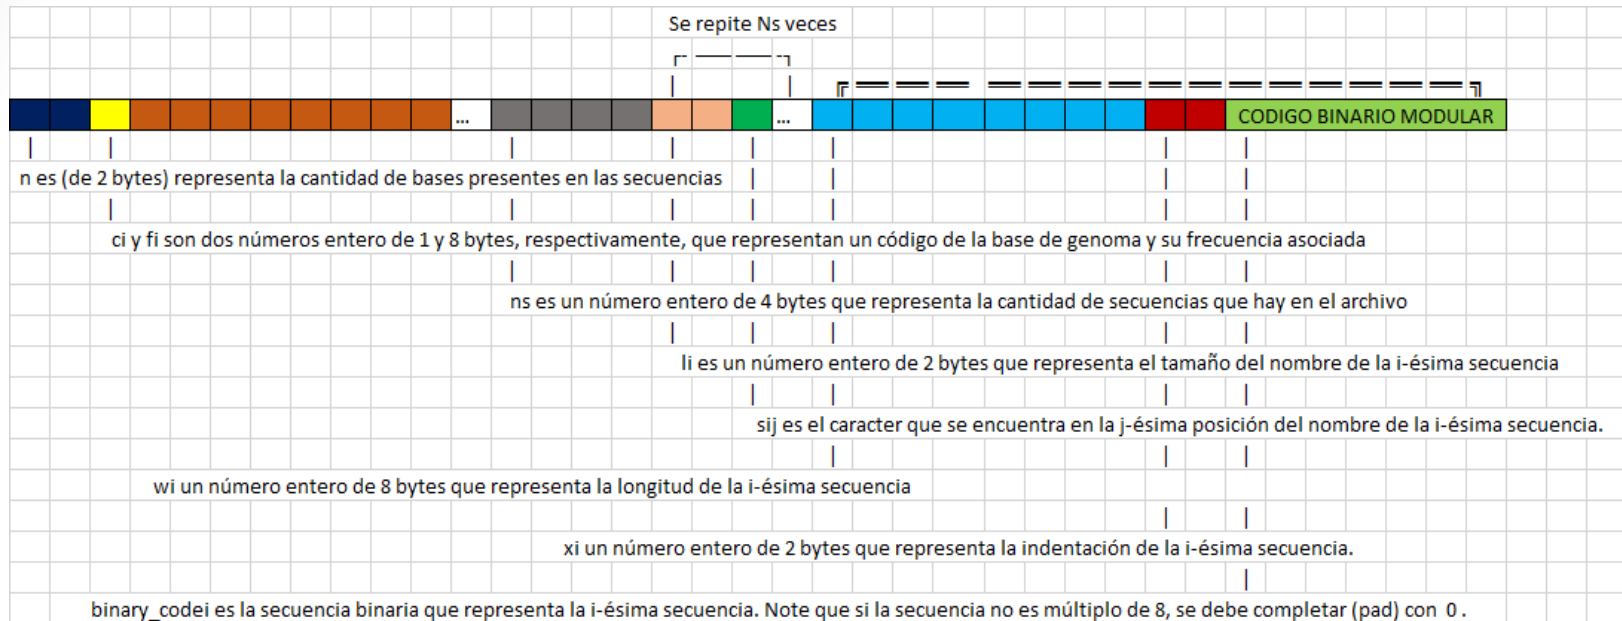 Se repite Ns veces
...
...
CODIGO BINARIO MODULAR
n es (de 2 bytes) representa la cantidad de bases presentes en las secuencias
ci y fi son dos números entero de 1 y 8 bytes, respectivamente, que representan un código de la base de genoma y su frecuencia asociada
ns es un número entero de 4 bytes que representa la cantidad de secuencias que hay en el archivo
li es un número entero de 2 bytes que representa el tamaño del nombre de la i-ésima secuencia
sij es el caracter que se encuentra en la j-ésima posición del nombre de la i-ésima secuencia.
wi un número entero de 8 bytes que representa la longitud de la i-ésima secuencia
xi un número entero de 2 bytes que representa la indentación de la i-ésima secuencia.
binary_codei es la secuencia binaria que representa la i-ésima secuencia. Note que si la secuencia no es múltiplo de 8, se debe completar (pad) con 0 .